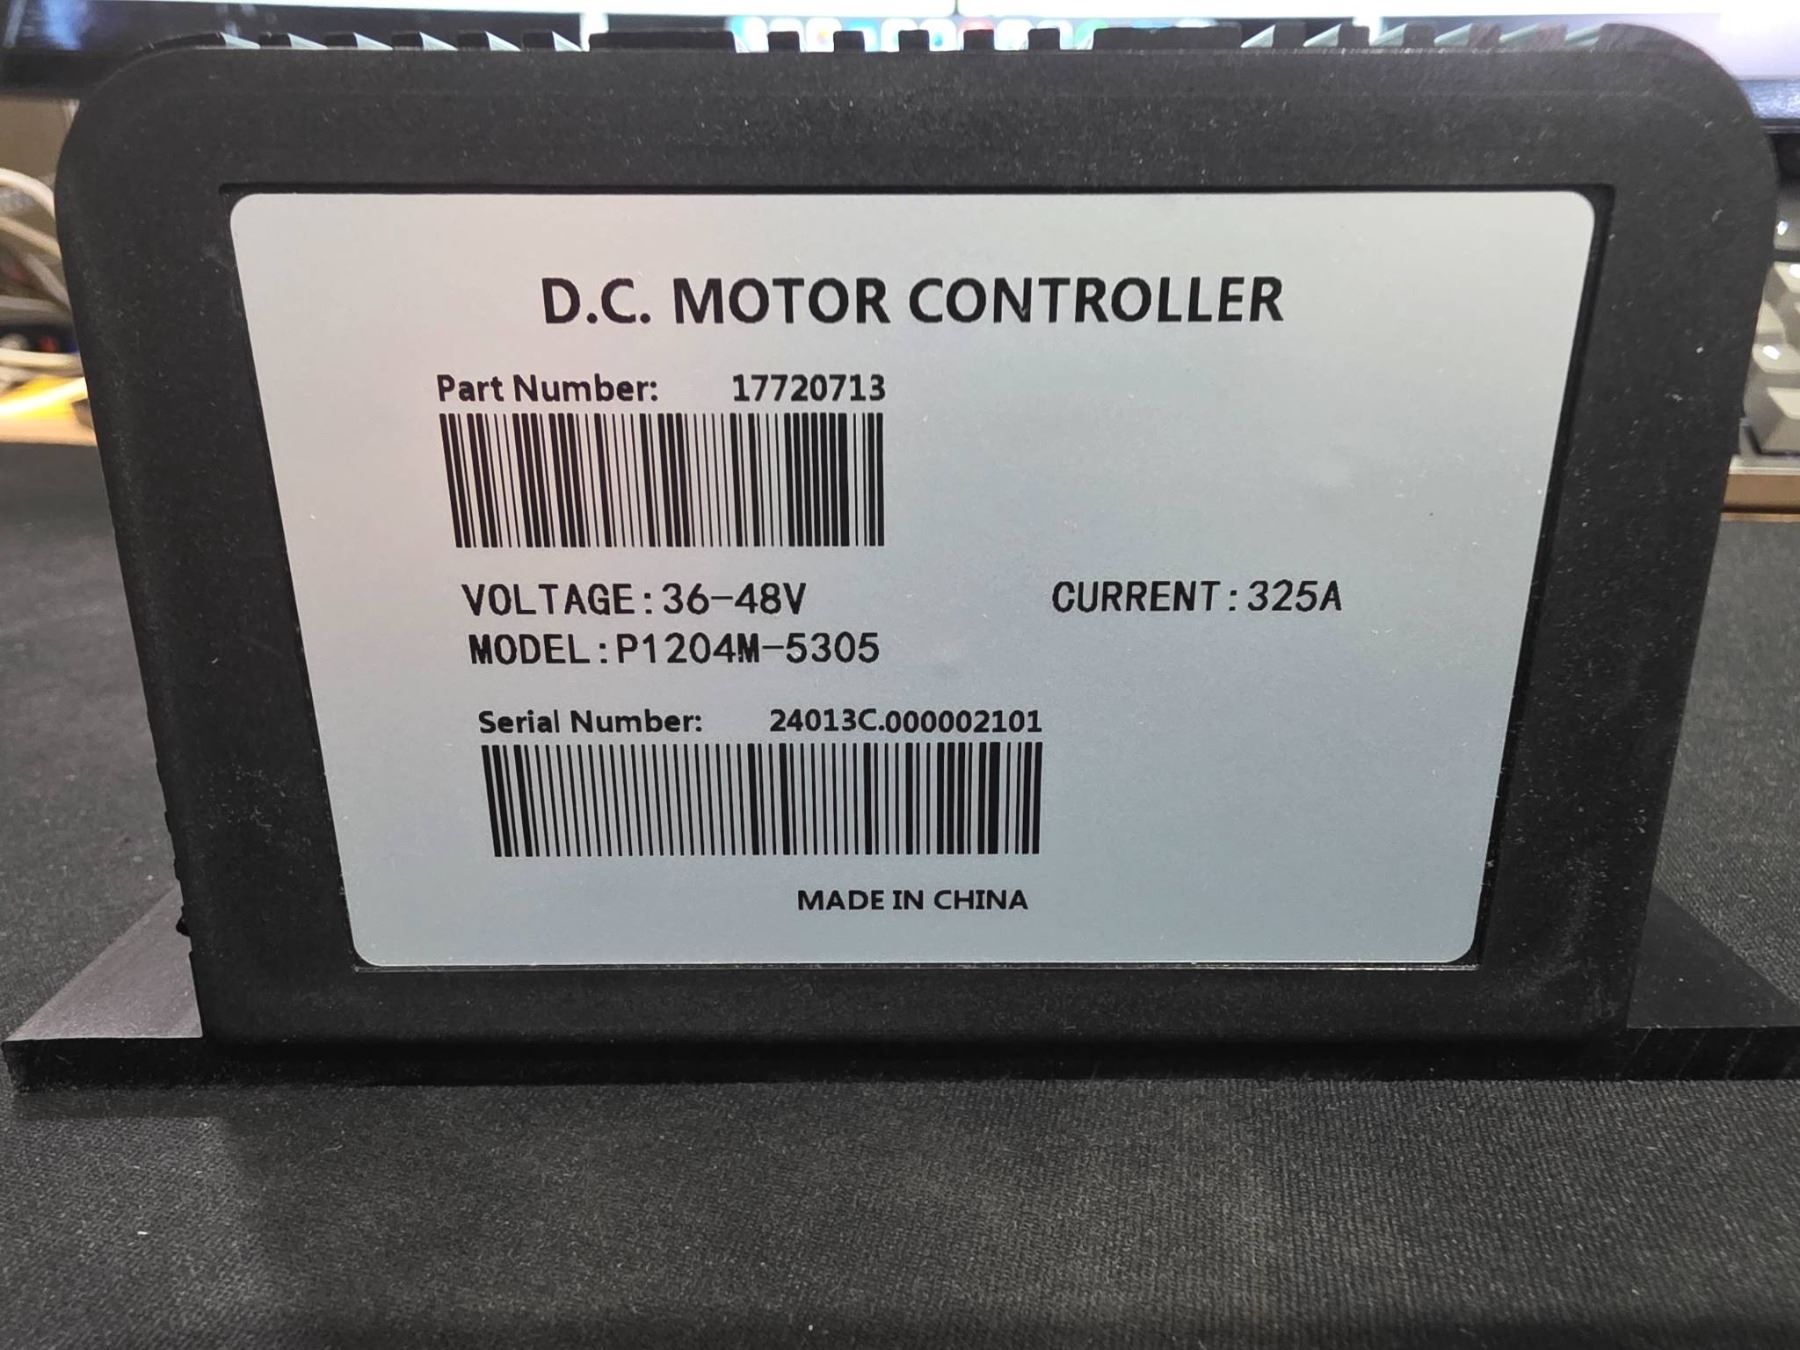 D.C. MOTOR CONTROLLER
Part Number: 17720713
VOLTAGE:36-48V CURRENT:325A
MODEL:P1204M-5305
Serial Number: 24013C.000002101
MADE IN CHINA